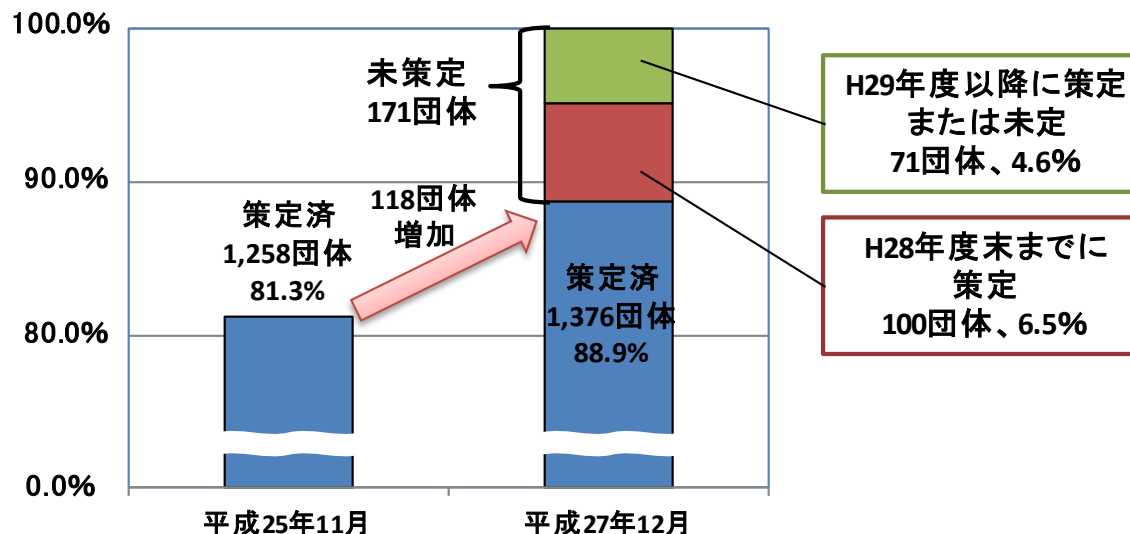 100.0%
90.0%
80.0%
0.0%
未策定
171団体
118団体
増加
策定済
1,258団体
81.3%
策定済
1,376団体
88.9%
H29年度以降に策定
または未定
71団体、4.6%
H28年度末までに
策定
100団体、6.5%
平成25年11月
平成27年12月